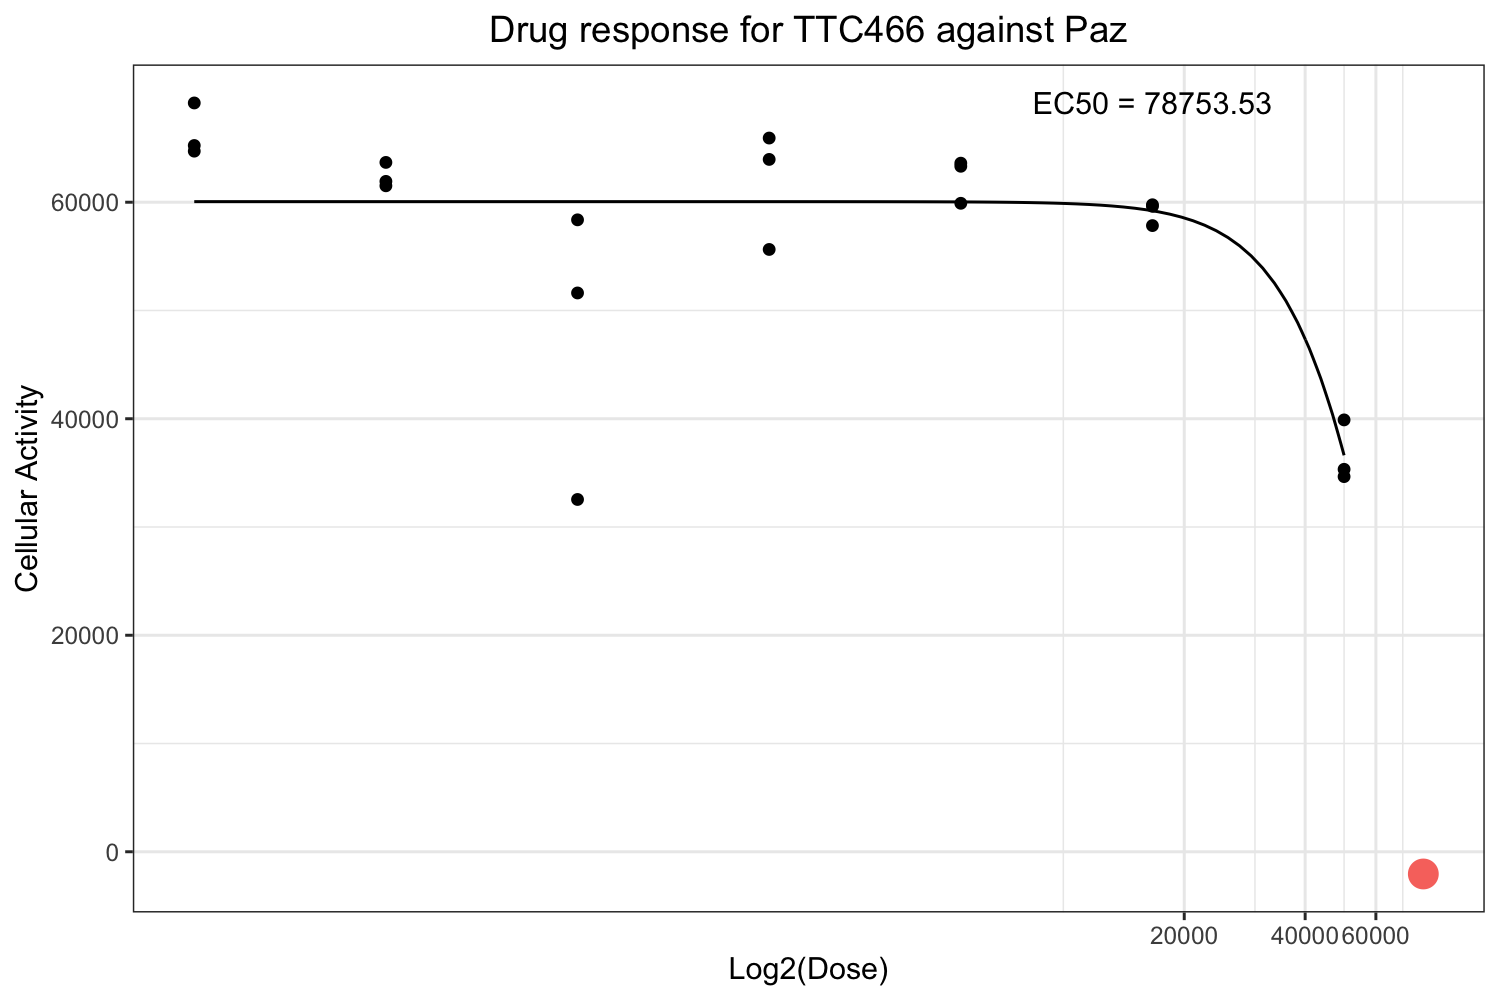 Drug response for TTC466 against Paz
EC50 = 78753.53
60000
40000
20000
0
Cellular Activity
20000 40000 60000
Log2(Dose)